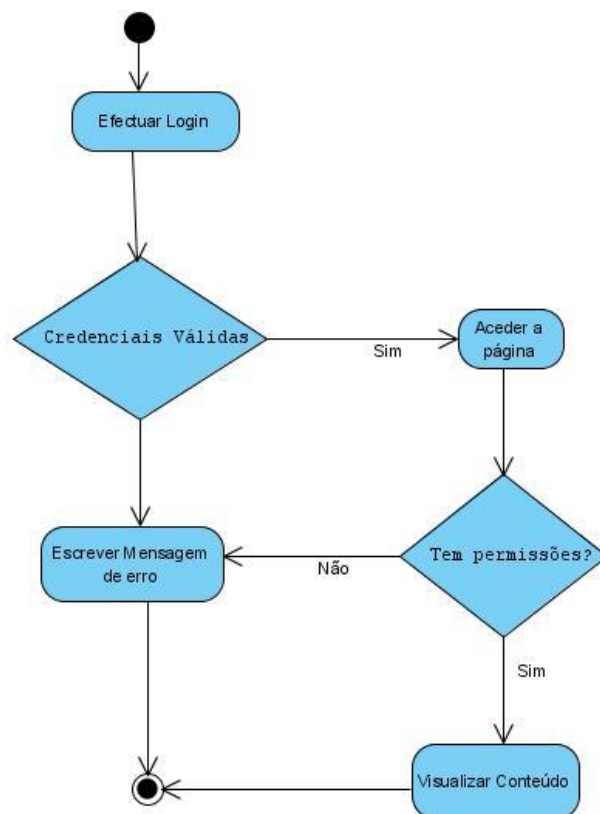 Efectuar Login
Credenciais Válidas
Sim
Aceder a
página
Escrever Mensagem
de erro
Não
Tem permissões?
Sim
Visualizar Conteúdo